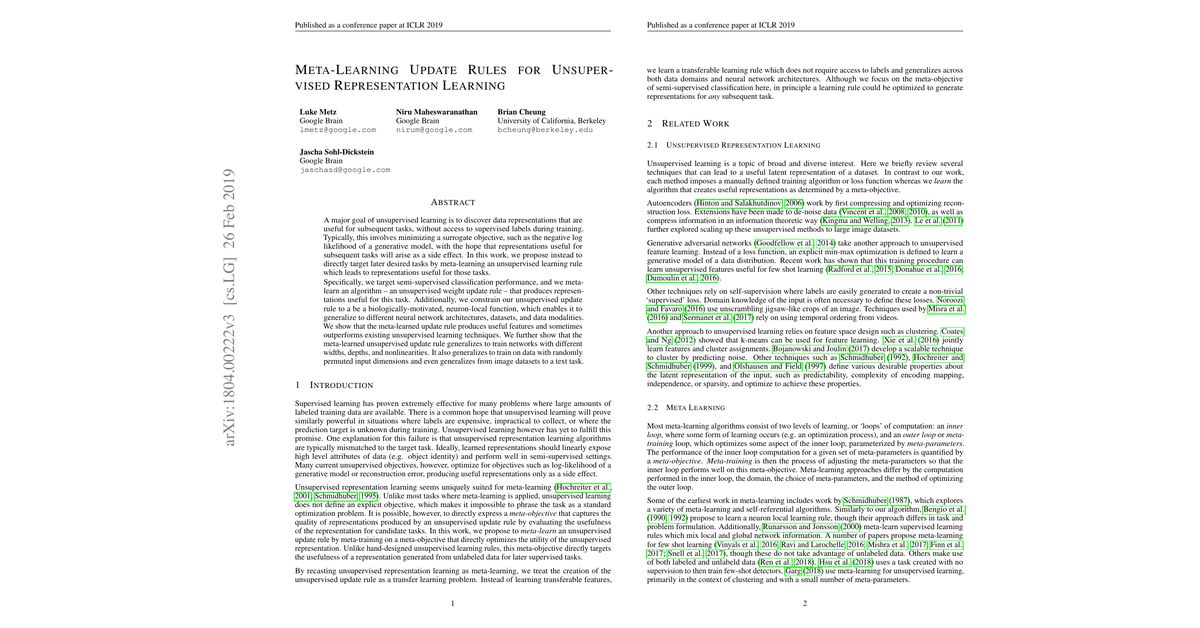 Published as a conference paper at ICLR 2019
META-LEARNING UPDATE RULES FOR UNSUPER-
VISED REPRESENTATION LEARNING
Luke Metz
Google Brain
lmetz@google.com
Niru Maheswaranathan
Google Brain
nirum@google.com
Brian Cheung
University of California, Berkeley
bcheung@berkeley.edu
Jascha Sohl-Dickstein
Google Brain
jaschasd@google.com
ABSTRACT
A major goal of unsupervised learning is to discover data representations that are
useful for subsequent tasks, without access to supervised labels during training.
Typically, this involves minimizing a surrogate objective, such as the negative log
likelihood of a generative model, with the hope that representations useful for
subsequent tasks will arise as a side effect. In this work, we propose instead to
directly target later desired tasks by meta-learning an unsupervised learning rule
which leads to representations useful for those tasks.
Specifically, we target semi-supervised classification performance, and we meta-
learn an algorithm – an unsupervised weight update rule – that produces repres-
entations useful for this task. Additionally, we constrain our unsupervised update
rule to a be a biologically-motivated, neuron-local function, which enables it to
generalize to different neural network architectures, datasets, and data modalities.
We show that the meta-learned update rule produces useful features and sometimes
outperforms existing unsupervised learning techniques. We further show that the
meta-learned unsupervised update rule generalizes to train networks with different
widths, depths, and nonlinearities. It also generalizes to train on data with randomly
permuted input dimensions and even generalizes from image datasets to a text task.
1 INTRODUCTION
Supervised learning has proven extremely effective for many problems where large amounts of
labeled training data are available. There is a common hope that unsupervised learning will prove
similarly powerful in situations where labels are expensive, impractical to collect, or where the
prediction target is unknown during training. Unsupervised learning however has yet to fulfill this
promise. One explanation for this failure is that unsupervised representation learning algorithms
are typically mismatched to the target task. Ideally, learned representations should linearly expose
high level attributes of data (e.g. object identity) and perform well in semi-supervised settings.
Many current unsupervised objectives, however, optimize for objectives such as log-likelihood of a
generative model or reconstruction error, producing useful representations only as a side effect.
Unsupervised representation learning seems uniquely suited for meta-learning (Hochreiter et al.,
2001; Schmidhuber, 1995). Unlike most tasks where meta-learning is applied, unsupervised learning
does not define an explicit objective, which makes it impossible to phrase the task as a standard
optimization problem. It is possible, however, to directly express a meta-objective that captures the
quality of representations produced by an unsupervised update rule by evaluating the usefulness
of the representation for candidate tasks. In this work, we propose to meta-learn an unsupervised
update rule by meta-training on a meta-objective that directly optimizes the utility of the unsupervised
representation. Unlike hand-designed unsupervised learning rules, this meta-objective directly targets
the usefulness of a representation generated from unlabeled data for later supervised tasks.
By recasting unsupervised representation learning as meta-learning, we treat the creation of the
unsupervised update rule as a transfer learning problem. Instead of learning transferable features,
1
arXiv:1804.00222v3 [cs.LG] 26 Feb 2019
Published as a conference paper at ICLR 2019
we learn a transferable learning rule which does not require access to labels and generalizes across
both data domains and neural network architectures. Although we focus on the meta-objective
of semi-supervised classification here, in principle a learning rule could be optimized to generate
representations for any subsequent task.
2 RELATED WORK
2.1 UNSUPERVISED REPRESENTATION LEARNING
Unsupervised learning is a topic of broad and diverse interest. Here we briefly review several
techniques that can lead to a useful latent representation of a dataset. In contrast to our work,
each method imposes a manually defined training algorithm or loss function whereas we learn the
algorithm that creates useful representations as determined by a meta-objective.
Autoencoders (Hinton and Salakhutdinov, 2006) work by first compressing and optimizing recon-
struction loss. Extensions have been made to de-noise data (Vincent et al., 2008; 2010), as well as
compress information in an information theoretic way (Kingma and Welling, 2013). Le et al. (2011)
further explored scaling up these unsupervised methods to large image datasets.
Generative adversarial networks (Goodfellow et al., 2014) take another approach to unsupervised
feature learning. Instead of a loss function, an explicit min-max optimization is defined to learn a
generative model of a data distribution. Recent work has shown that this training procedure can
learn unsupervised features useful for few shot learning (Radford et al., 2015; Donahue et al., 2016;
Dumoulin et al., 2016).
Other techniques rely on self-supervision where labels are easily generated to create a non-trivial
‘supervised’ loss. Domain knowledge of the input is often necessary to define these losses. Noroozi
and Favaro (2016) use unscrambling jigsaw-like crops of an image. Techniques used by Misra et al.
(2016) and Sermanet et al. (2017) rely on using temporal ordering from videos.
Another approach to unsupervised learning relies on feature space design such as clustering. Coates
and Ng (2012) showed that k-means can be used for feature learning. Xie et al. (2016) jointly
learn features and cluster assignments. Bojanowski and Joulin (2017) develop a scalable technique
to cluster by predicting noise. Other techniques such as Schmidhuber (1992), Hochreiter and
Schmidhuber (1999), and Olshausen and Field (1997) define various desirable properties about
the latent representation of the input, such as predictability, complexity of encoding mapping,
independence, or sparsity, and optimize to achieve these properties.
2.2 META LEARNING
Most meta-learning algorithms consist of two levels of learning, or ‘loops’ of computation: an inner
loop, where some form of learning occurs (e.g. an optimization process), and an outer loop or meta-
training loop, which optimizes some aspect of the inner loop, parameterized by meta-parameters.
The performance of the inner loop computation for a given set of meta-parameters is quantified by
a meta-objective. Meta-training is then the process of adjusting the meta-parameters so that the
inner loop performs well on this meta-objective. Meta-learning approaches differ by the computation
performed in the inner loop, the domain, the choice of meta-parameters, and the method of optimizing
the outer loop.
Some of the earliest work in meta-learning includes work by Schmidhuber (1987), which explores
a variety of meta-learning and self-referential algorithms. Similarly to our algorithm, Bengio et al.
(1990; 1992) propose to learn a neuron local learning rule, though their approach differs in task and
problem formulation. Additionally, Runarsson and Jonsson (2000) meta-learn supervised learning
rules which mix local and global network information. A number of papers propose meta-learning
for few shot learning (Vinyals et al., 2016; Ravi and Larochelle, 2016; Mishra et al., 2017; Finn et al.,
2017; Snell et al., 2017), though these do not take advantage of unlabeled data. Others make use
of both labeled and unlabeld data (Ren et al., 2018). Hsu et al. (2018) uses a task created with no
supervision to then train few-shot detectors. Garg (2018) use meta-learning for unsupervised learning,
primarily in the context of clustering and with a small number of meta-parameters.
2